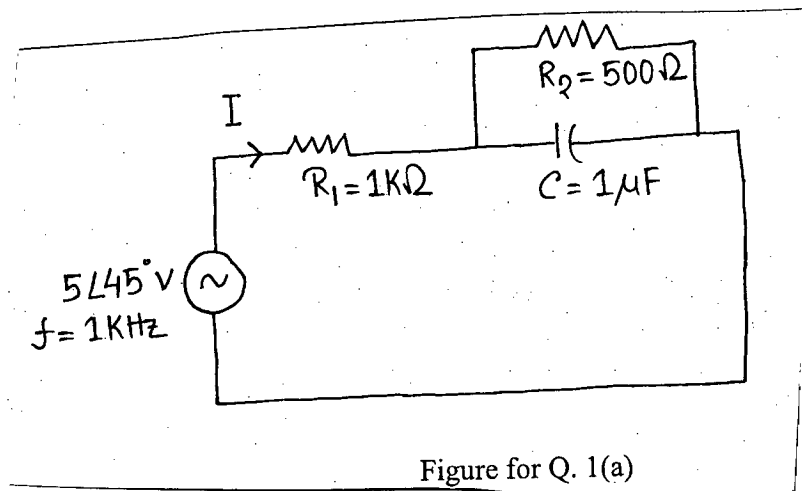 R₂ = 500Ω
I
R₁ = 1KΩ
C = 1μF
5∠45° V
~
f = 1KHz
Figure for Q. 1(a)